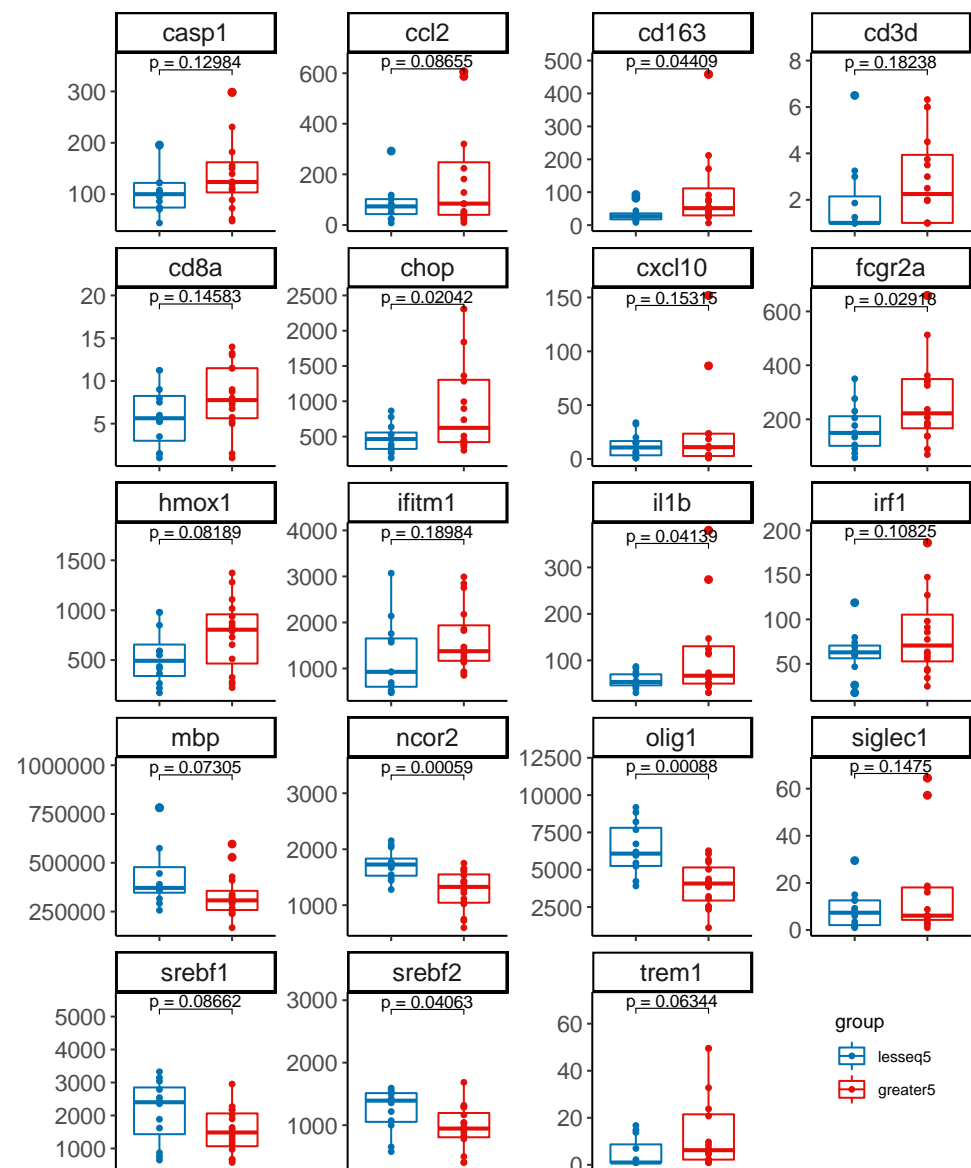 casp1
ccl2
cd163
cd3d
p = 0.12984
p = 0.08655
p = 0.04409
p = 0.18238
300
200
100
600
400
200
0
500
400
300
200
100
0
8
6
4
2
cd8a
chop
cxcl10
fcgr2a
p = 0.14583
p = 0.02042
p = 0.15315
p = 0.02918
20
15
10
5
2500
2000
1500
1000
500
150
100
50
0
600
400
200
hmox1
ifitm1
il1b
irf1
p = 0.08189
p = 0.18984
p = 0.04139
p = 0.10825
1500
1000
500
4000
3000
2000
1000
300
200
100
200
150
100
50
mbp
ncor2
olig1
siglec1
p = 0.07305
p = 0.00059
p = 0.00088
p = 0.1475
1000000
750000
500000
250000
3000
2000
1000
12500
10000
7500
5000
2500
60
40
20
0
srebf1
srebf2
trem1
p = 0.08662
p = 0.04063
p = 0.06344
5000
4000
3000
2000
1000
3000
2000
1000
0
60
40
20
0
group
lesseq5
greater5